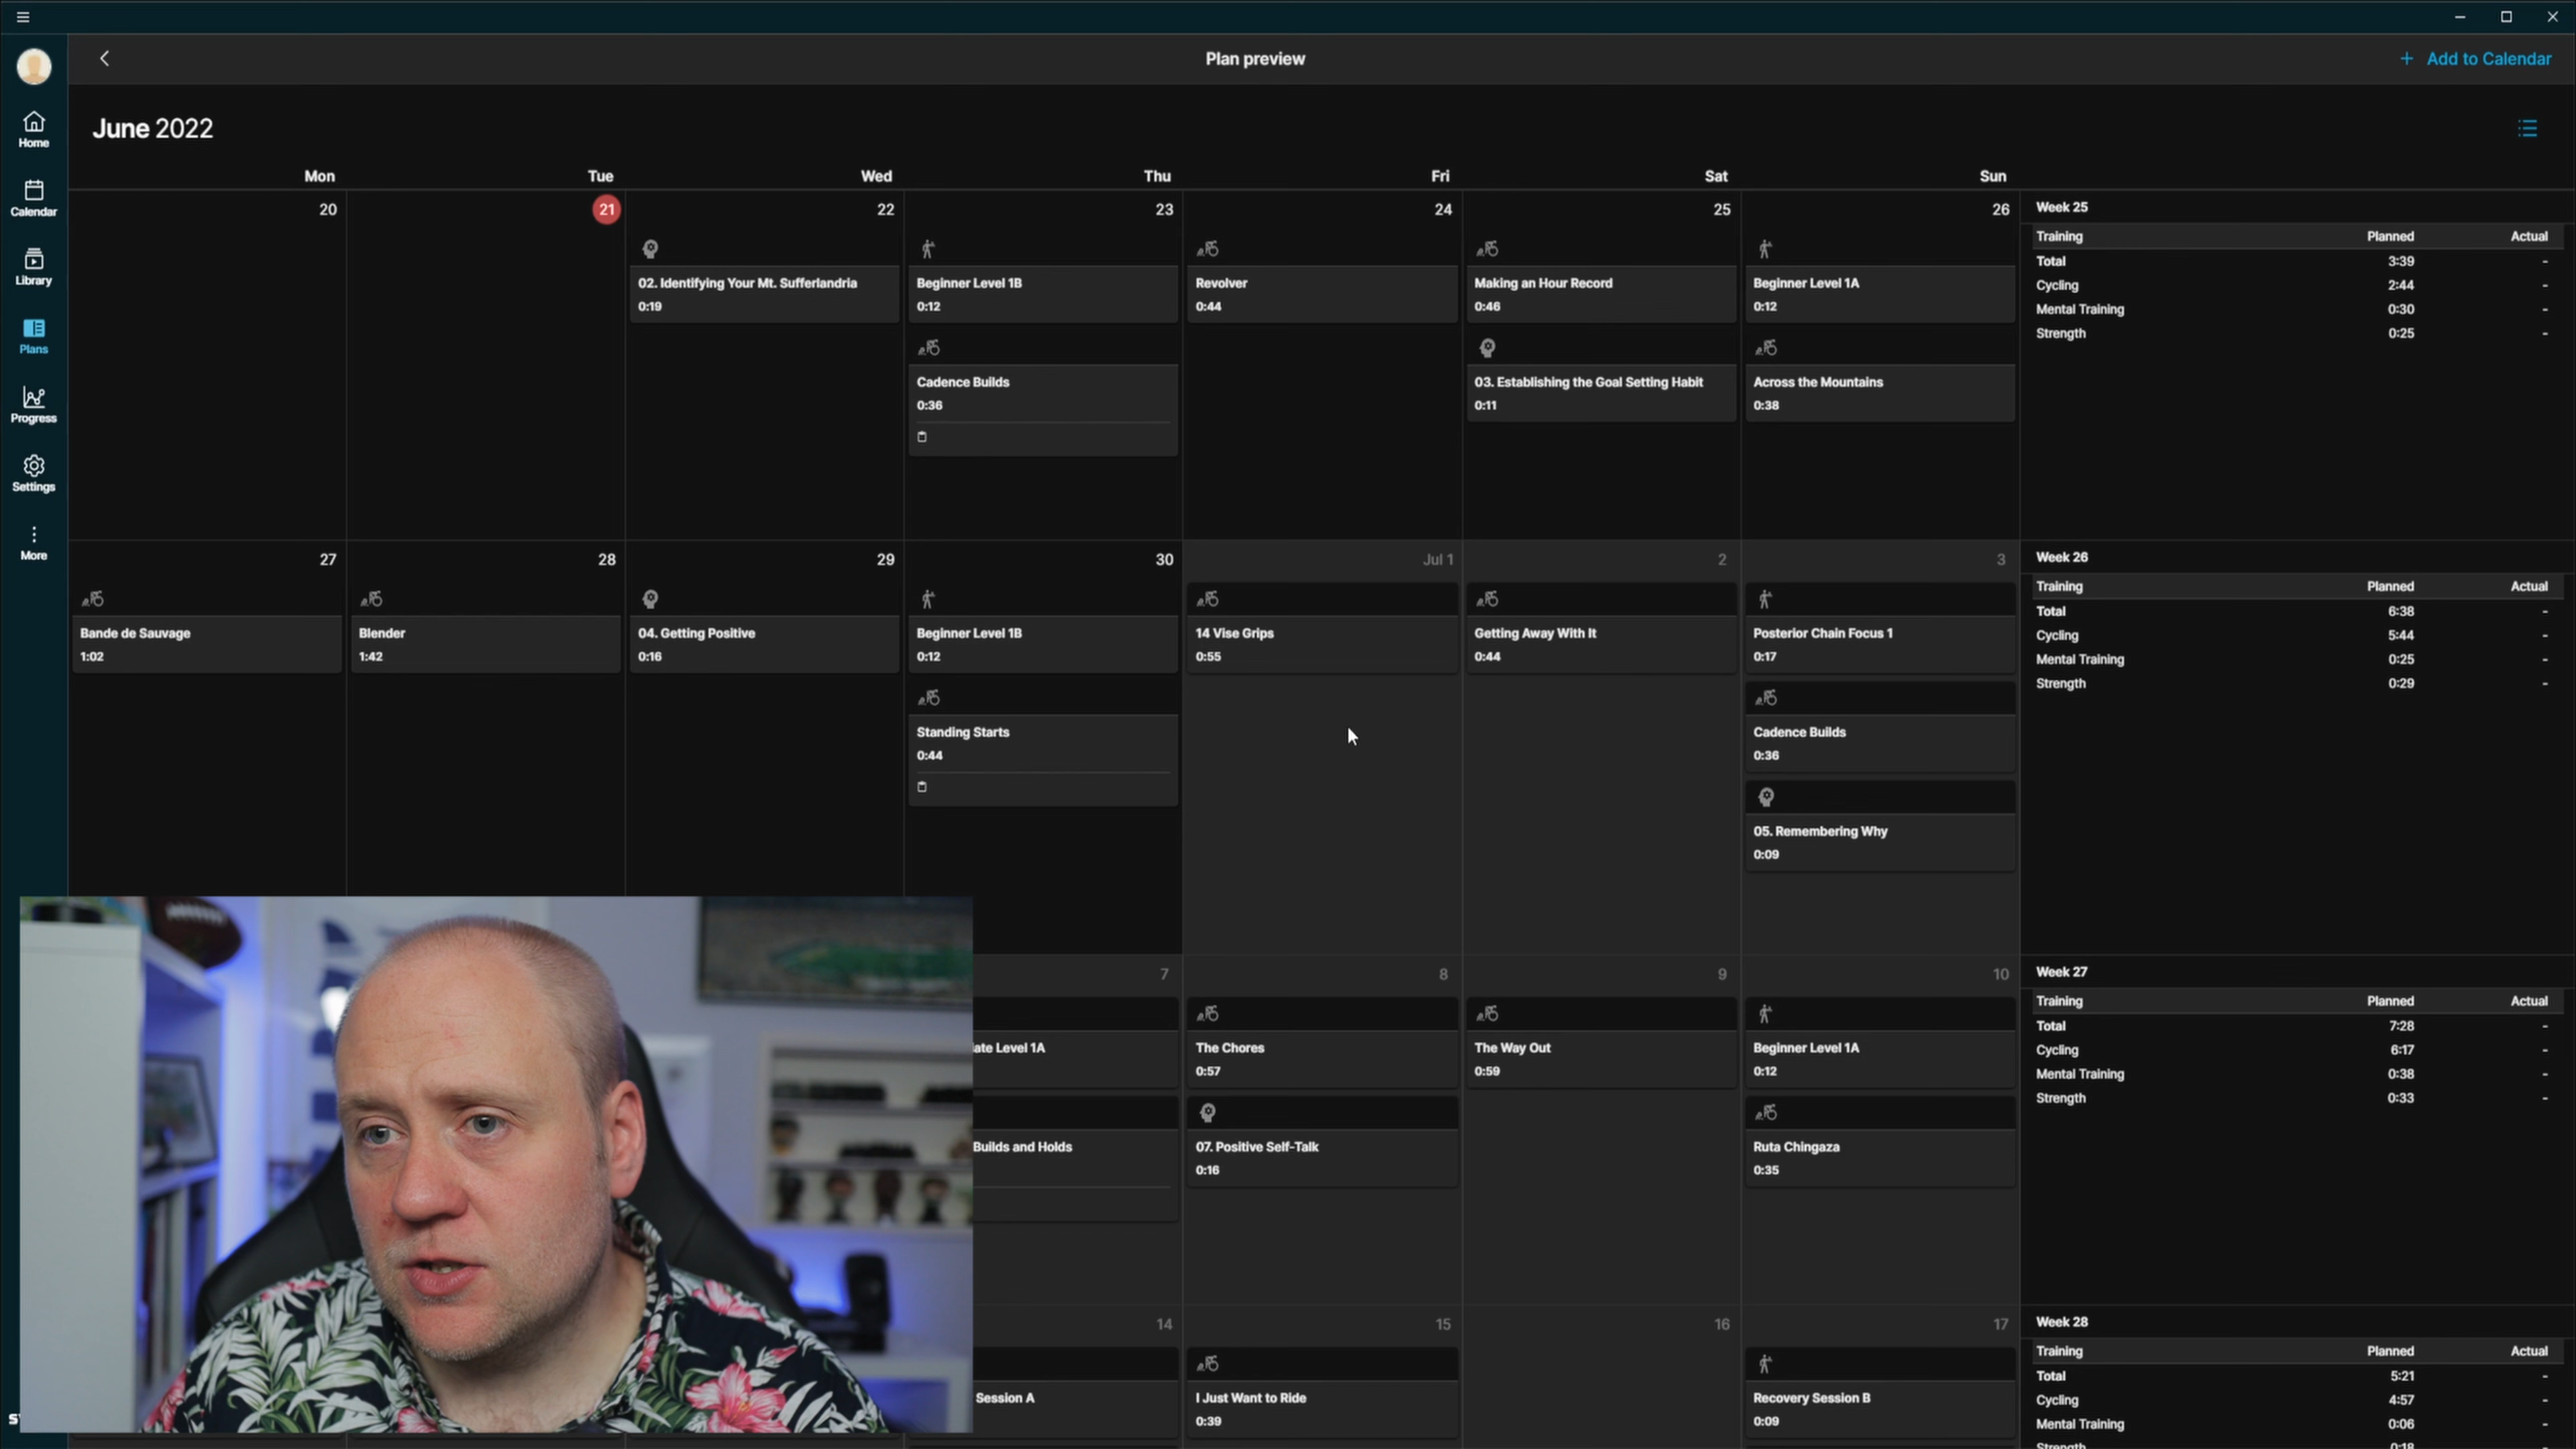 Plan preview
+ Add to Calendar
Home
Calendar
Library
Plans
Progress
Settings
More
June 2022
Mon Tue Wed Thu Fri Sat Sun
20 21 22 23 24 25 26
02. Identifying Your Mt. Sufferlandria
0:19
Beginner Level 1B
0:12
Cadence Builds
0:36
Revolver
0:44
Making an Hour Record
0:46
03. Establishing the Goal Setting Habit
0:11
Beginner Level 1A
0:12
Across the Mountains
0:38
Week 25
Training Planned Actual
Total 3:39 -
Cycling 2:44 -
Mental Training 0:30 -
Strength 0:25 -
27 28 29 30 Jul 1 2 3
Bande de Sauvage
1:02
Blender
1:42
04. Getting Positive
0:16
Beginner Level 1B
0:12
Standing Starts
0:44
14 Vise Grips
0:55
Getting Away With It
0:44
Posterior Chain Focus 1
0:17
Cadence Builds
0:36
05. Remembering Why
0:09
Week 26
Training Planned Actual
Total 6:38 -
Cycling 5:44 -
Mental Training 0:25 -
Strength 0:29 -
7 8 9 10
ate Level 1A
Builds and Holds
The Chores
0:57
07. Positive Self-Talk
0:16
The Way Out
0:59
Beginner Level 1A
0:12
Ruta Chingaza
0:35
Week 27
Training Planned Actual
Total 7:28 -
Cycling 6:17 -
Mental Training 0:38 -
Strength 0:33 -
14 15 16 17
Session A
I Just Want to Ride
0:39
Recovery Session B
0:09
Week 28
Training Planned Actual
Total 5:21 -
Cycling 4:57 -
Mental Training 0:06 -
Strength 0:18 -